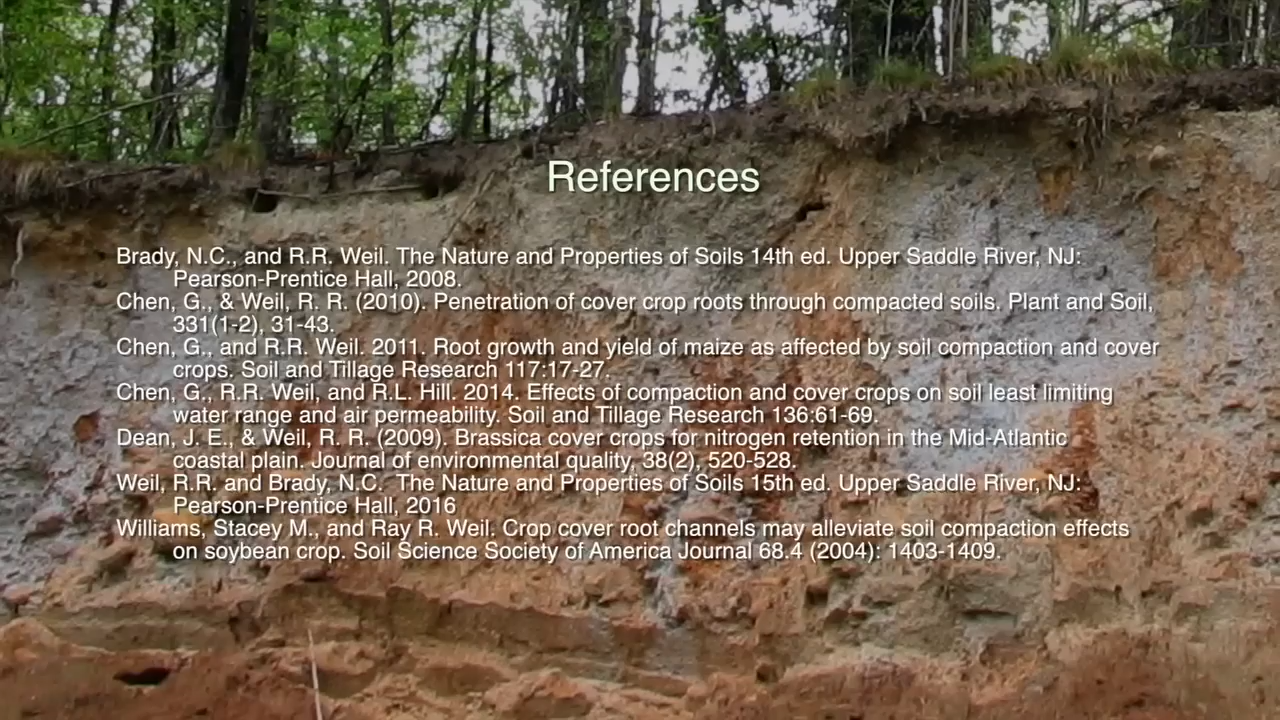 References
Brady, N.C., and R.R. Weil. The Nature and Properties of Soils 14th ed. Upper Saddle River, NJ:
Pearson-Prentice Hall, 2008.
Chen, G., & Weil, R. R. (2010). Penetration of cover crop roots through compacted soils. Plant and Soil,
331(1-2), 31-43.
Chen, G., and R.R. Weil. 2011. Root growth and yield of maize as affected by soil compaction and cover
crops. Soil and Tillage Research 117:17-27.
Chen, G., R.R. Weil, and R.L. Hill. 2014. Effects of compaction and cover crops on soil least limiting
water range and air permeability. Soil and Tillage Research 136:61-69.
Dean, J. E., & Weil, R. R. (2009). Brassica cover crops for nitrogen retention in the Mid-Atlantic
coastal plain. Journal of environmental quality, 38(2), 520-528.
Weil, R.R. and Brady, N.C. The Nature and Properties of Soils 15th ed. Upper Saddle River, NJ:
Pearson-Prentice Hall, 2016
Williams, Stacey M., and Ray R. Weil. Crop cover root channels may alleviate soil compaction effects
on soybean crop. Soil Science Society of America Journal 68.4 (2004): 1403-1409.